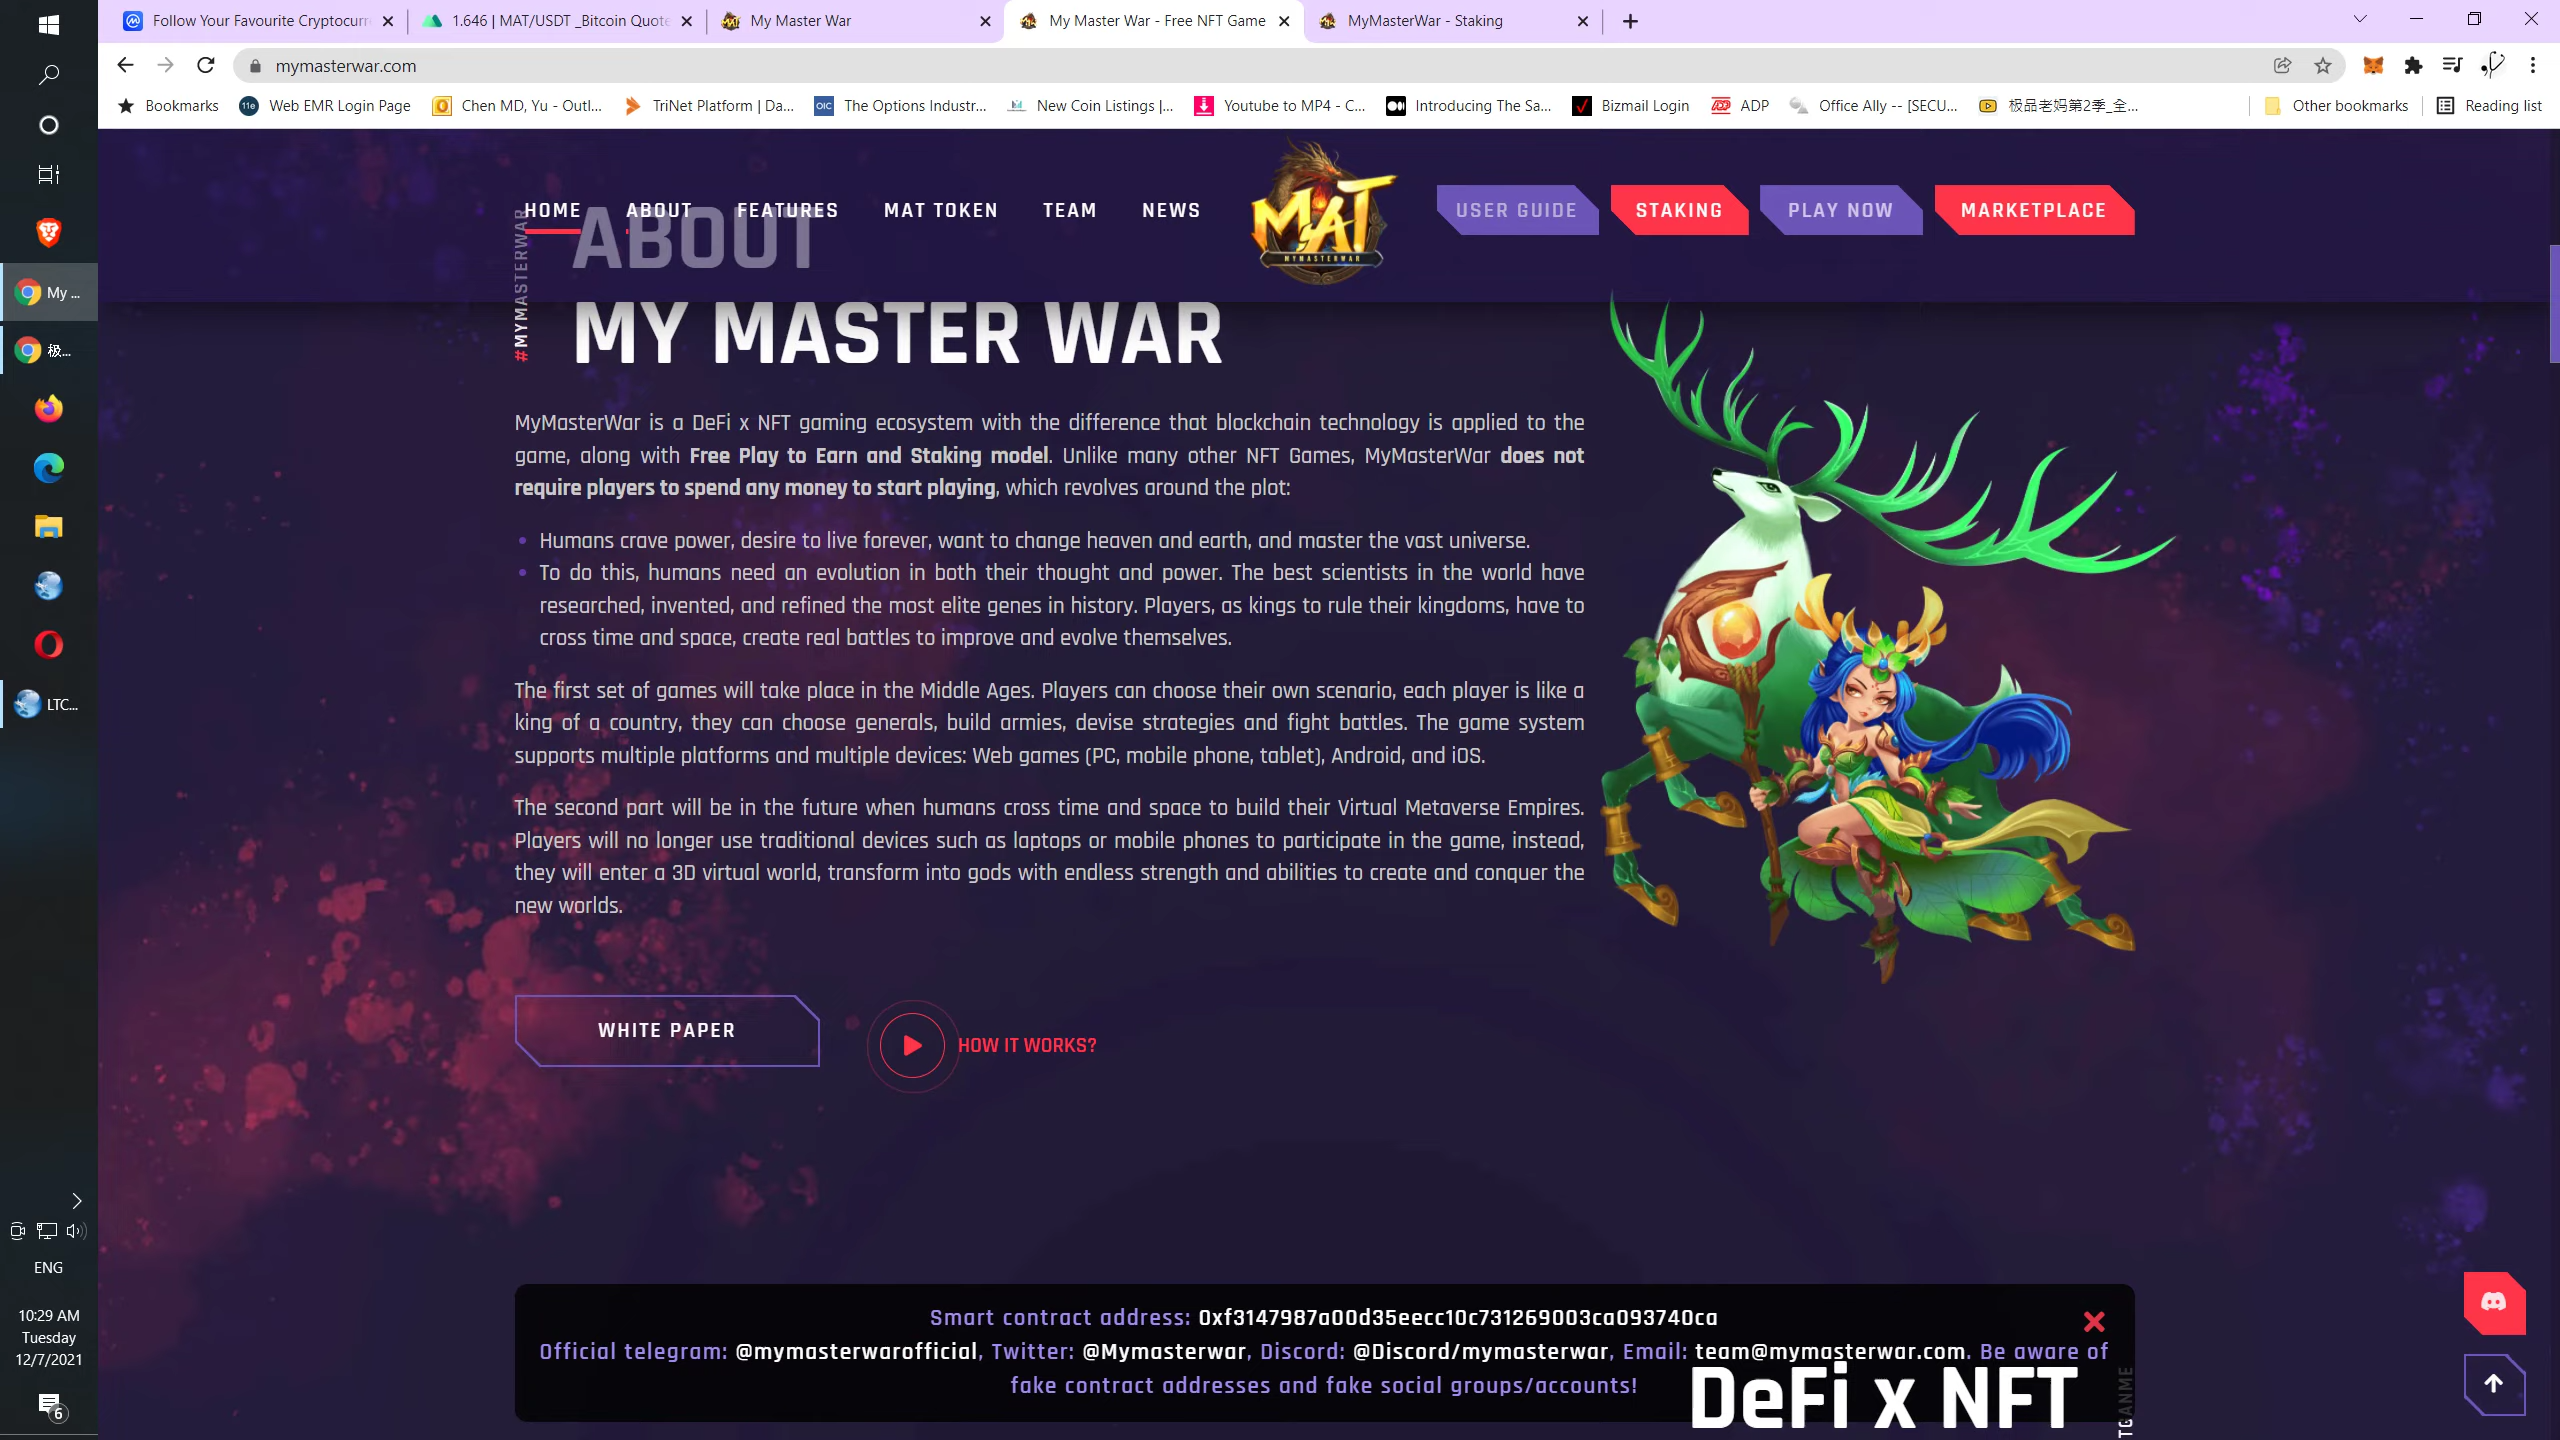 Follow Your Favourite Cryptocurr
1.646 | MAT/USDT _Bitcoin Quote
My Master War
My Master War - Free NFT Game
MyMasterWar - Staking
mymasterwar.com
Bookmarks
Web EMR Login Page
Chen MD, Yu - Outl...
TriNet Platform | Da...
OIC
The Options Industr...
New Coin Listings |...
Youtube to MP4 - C...
Introducing The Sa...
Bizmail Login
ADP
Office Ally -- [SECU...
极品老妈第2季_全...
Other bookmarks
Reading list
HOME
ABOUT
FEATURES
MAT TOKEN
TEAM
NEWS
MAT
MYMASTERWAR
USER GUIDE
STAKING
PLAY NOW
MARKETPLACE
#MYMASTERWAR
ABOUT
MY MASTER WAR
MyMasterWar is a DeFi x NFT gaming ecosystem with the difference that blockchain technology is applied to the
game, along with Free Play to Earn and Staking model. Unlike many other NFT Games, MyMasterWar does not
require players to spend any money to start playing, which revolves around the plot:
• Humans crave power, desire to live forever, want to change heaven and earth, and master the vast universe.
• To do this, humans need an evolution in both their thought and power. The best scientists in the world have
researched, invented, and refined the most elite genes in history. Players, as kings to rule their kingdoms, have to
cross time and space, create real battles to improve and evolve themselves.
The first set of games will take place in the Middle Ages. Players can choose their own scenario, each player is like a
king of a country, they can choose generals, build armies, devise strategies and fight battles. The game system
supports multiple platforms and multiple devices: Web games (PC, mobile phone, tablet), Android, and iOS.
The second part will be in the future when humans cross time and space to build their Virtual Metaverse Empires.
Players will no longer use traditional devices such as laptops or mobile phones to participate in the game, instead,
they will enter a 3D virtual world, transform into gods with endless strength and abilities to create and conquer the
new worlds.
WHITE PAPER
HOW IT WORKS?
Smart contract address: 0xf3147987a00d35eecc10c731269003ca093740ca
Official telegram: @mymasterwarofficial, Twitter: @Mymasterwar, Discord: @Discord/mymasterwar, Email: team@mymasterwar.com. Be aware of
fake contract addresses and fake social groups/accounts!
DeFi x NFT
My ...
极...
LTC...
ENG
10:29 AM
Tuesday
12/7/2021
6